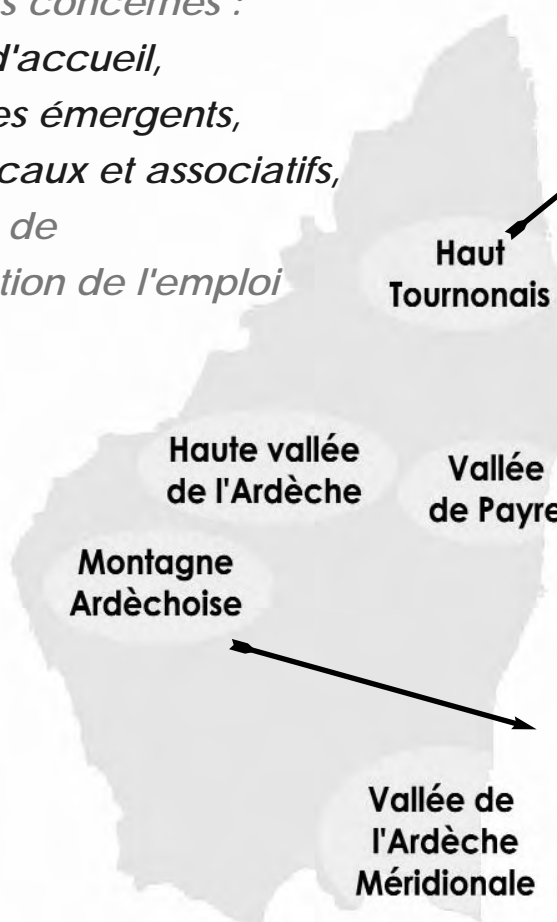 s concernés :
d'accueil,
es émergents,
caux et associatifs,
de
tion de l'emploi
Haut
Tournonais
Haute vallée
de l'Ardèche
Vallée
de Payre
Montagne
Ardèchoise
Vallée de
l'Ardèche
Méridionale